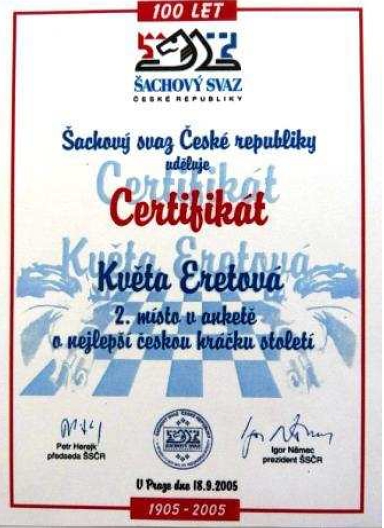 100 LET
ŠACHOVÝ SVAZ
ČESKÉ REPUBLIKY
Šachový svaz České republiky
uděluje
Certifikát
Certifikát
Květa Eretová
Květa Eretová
2. místo v anketě
o nejlepší českou hráčku století
Petr Herejk
předseda ŠSČR
Igor Němec
prezident ŠSČR
V Praze dne 18.9.2005
1905 - 2005